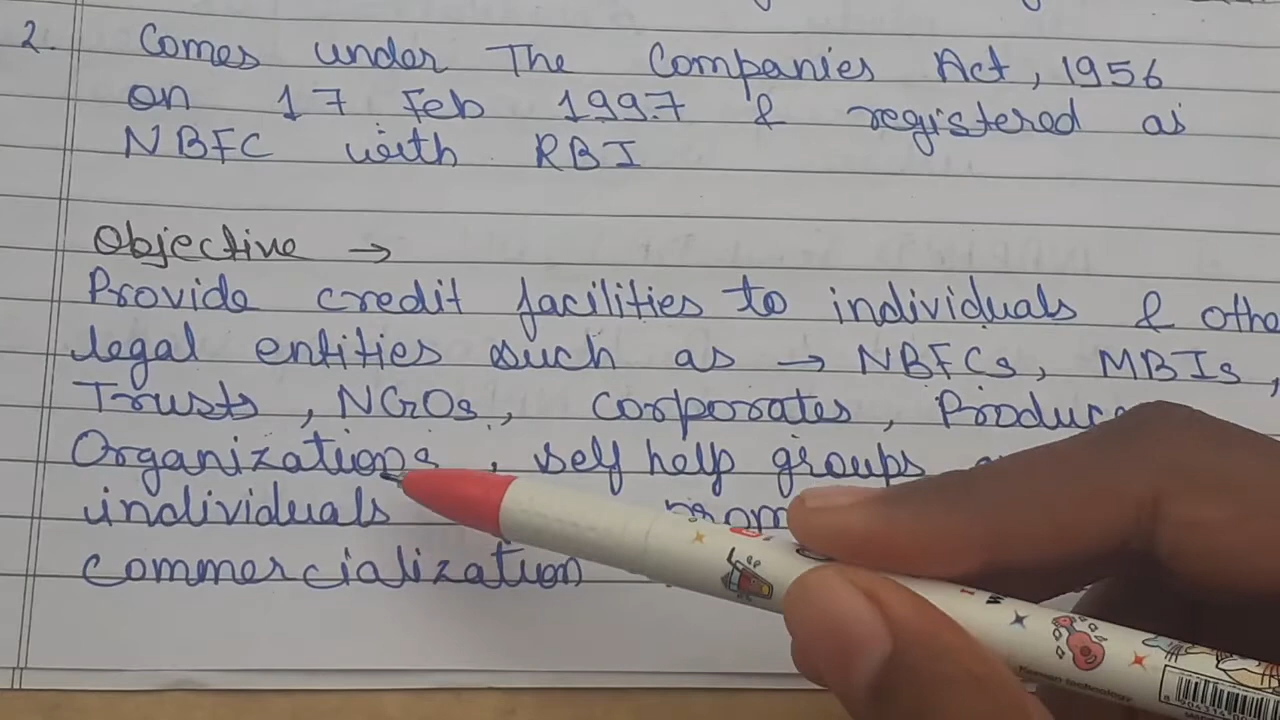 2. Comes under The Companies Act, 1956
on 17 Feb 1997 & registered as
NBFC with RBI
Objective →
Provide credit facilities to individuals & othe
legal entities such as → NBFCs, MBIs,
Trusts, NGOs, corporates, Produce
Organizations, self help groups
individuals
commercialization